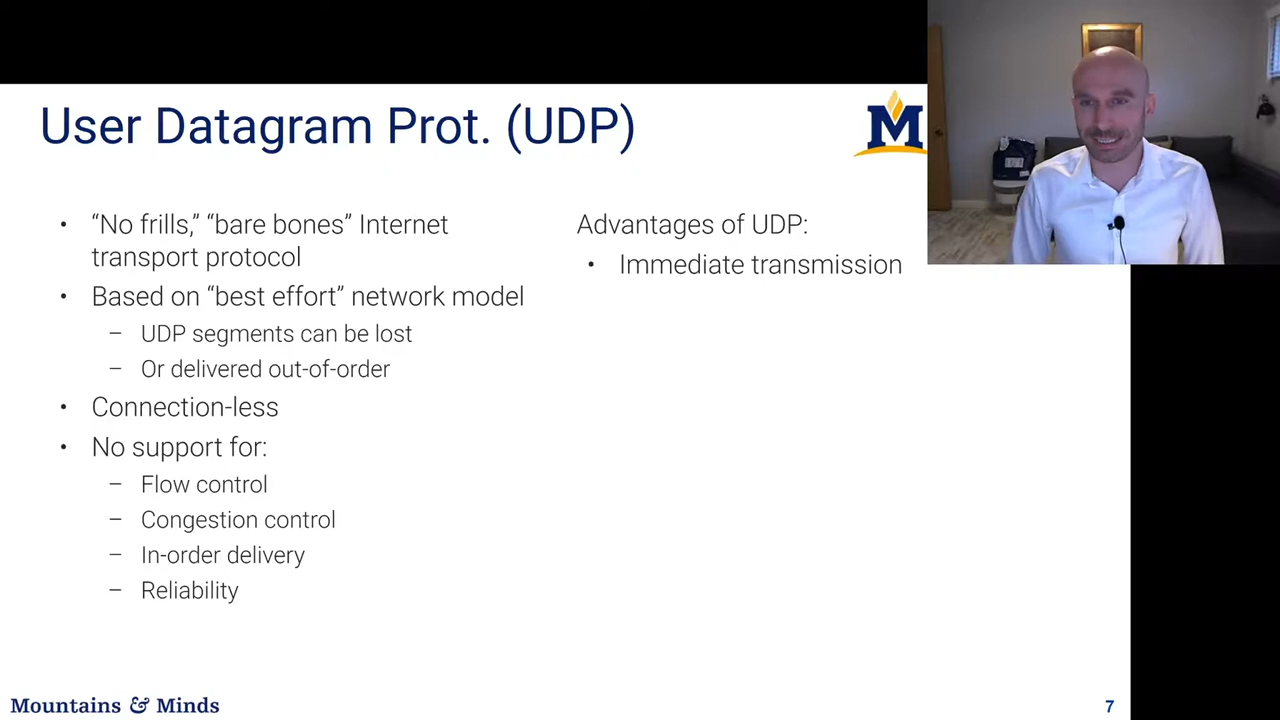 User Datagram Prot. (UDP)
M
• “No frills,” “bare bones” Internet
transport protocol
• Based on “best effort” network model
– UDP segments can be lost
– Or delivered out-of-order
• Connection-less
• No support for:
– Flow control
– Congestion control
– In-order delivery
– Reliability
Advantages of UDP:
• Immediate transmission
Mountains & Minds
7